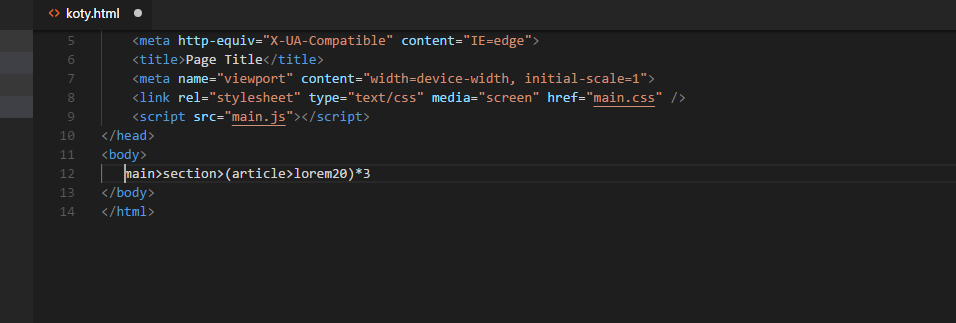 koty.html
5 <meta http-equiv="X-UA-Compatible" content="IE=edge">
6 <title>Page Title</title>
7 <meta name="viewport" content="width=device-width, initial-scale=1">
8 <link rel="stylesheet" type="text/css" media="screen" href="main.css" />
9 <script src="main.js"></script>
10 </head>
11 <body>
12 main>section>(article>lorem20)*3
13 </body>
14 </html>